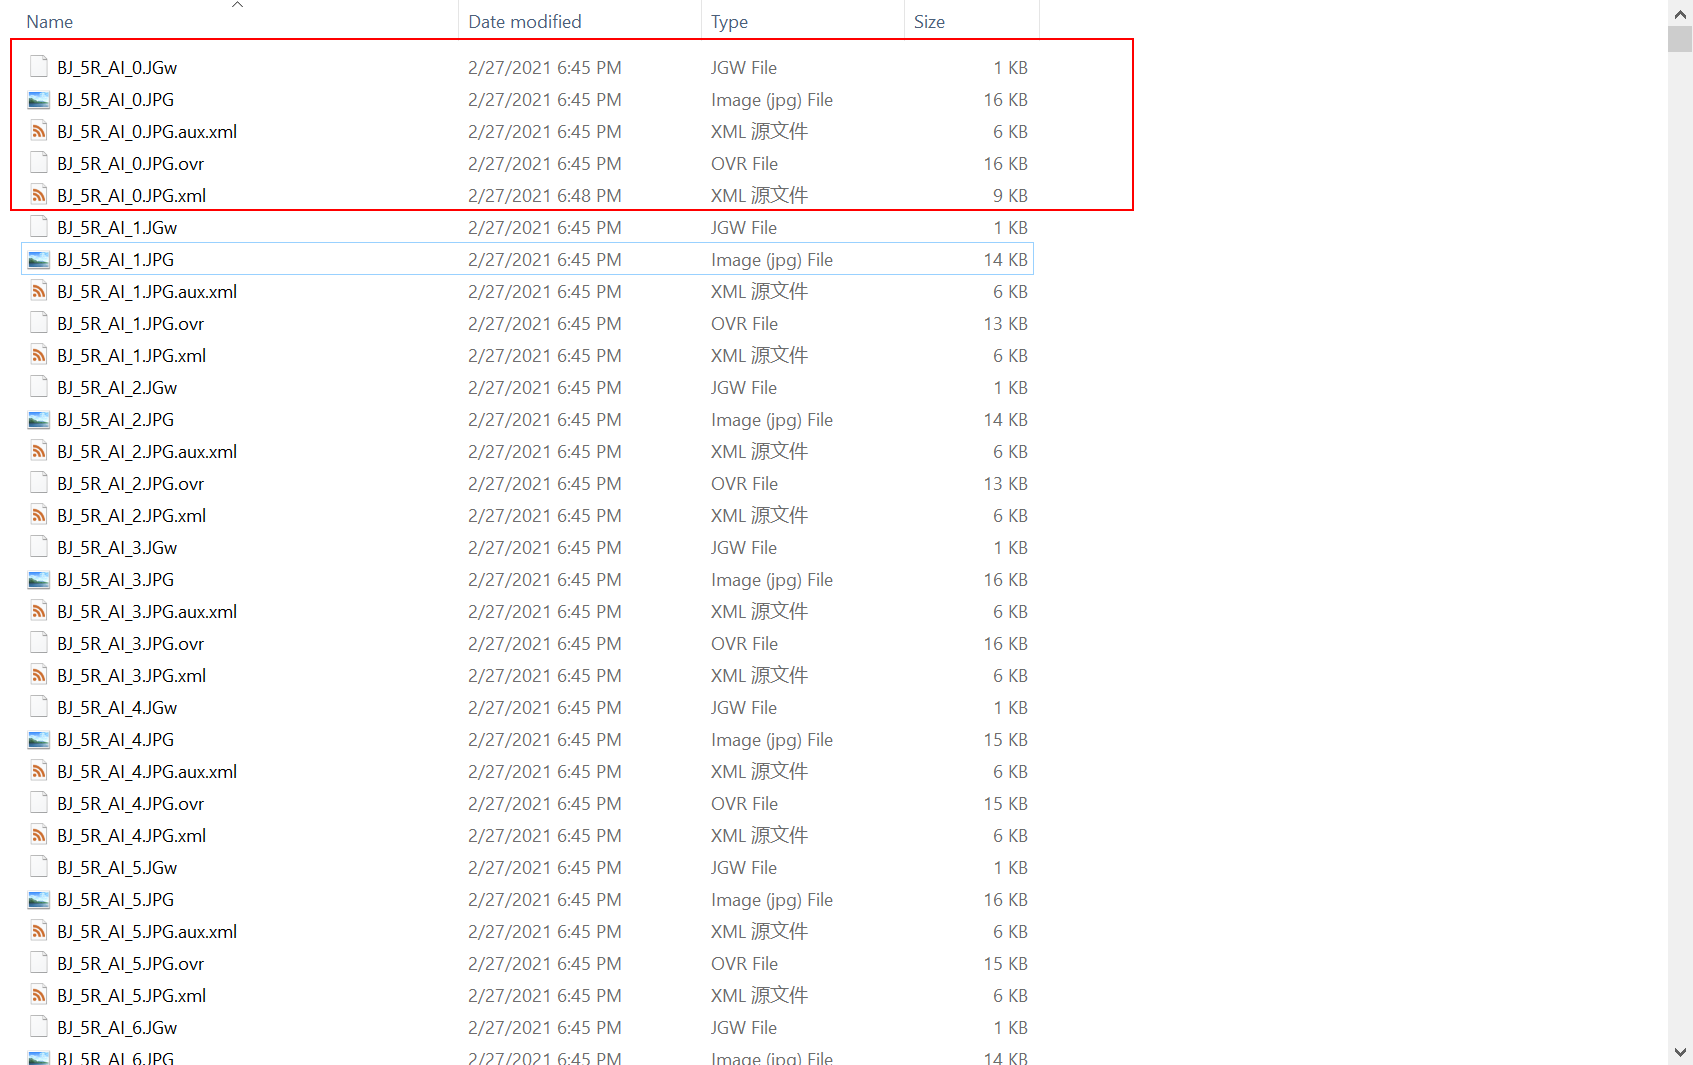 Name Date modified Type Size
BJ_5R_AI_0.JGw 2/27/2021 6:45 PM JGW File 1 KB
BJ_5R_AI_0.JPG 2/27/2021 6:45 PM Image (jpg) File 16 KB
BJ_5R_AI_0.JPG.aux.xml 2/27/2021 6:45 PM XML 源文件 6 KB
BJ_5R_AI_0.JPG.ovr 2/27/2021 6:45 PM OVR File 16 KB
BJ_5R_AI_0.JPG.xml 2/27/2021 6:48 PM XML 源文件 9 KB
BJ_5R_AI_1.JGw 2/27/2021 6:45 PM JGW File 1 KB
BJ_5R_AI_1.JPG 2/27/2021 6:45 PM Image (jpg) File 14 KB
BJ_5R_AI_1.JPG.aux.xml 2/27/2021 6:45 PM XML 源文件 6 KB
BJ_5R_AI_1.JPG.ovr 2/27/2021 6:45 PM OVR File 13 KB
BJ_5R_AI_1.JPG.xml 2/27/2021 6:45 PM XML 源文件 6 KB
BJ_5R_AI_2.JGw 2/27/2021 6:45 PM JGW File 1 KB
BJ_5R_AI_2.JPG 2/27/2021 6:45 PM Image (jpg) File 14 KB
BJ_5R_AI_2.JPG.aux.xml 2/27/2021 6:45 PM XML 源文件 6 KB
BJ_5R_AI_2.JPG.ovr 2/27/2021 6:45 PM OVR File 13 KB
BJ_5R_AI_2.JPG.xml 2/27/2021 6:45 PM XML 源文件 6 KB
BJ_5R_AI_3.JGw 2/27/2021 6:45 PM JGW File 1 KB
BJ_5R_AI_3.JPG 2/27/2021 6:45 PM Image (jpg) File 16 KB
BJ_5R_AI_3.JPG.aux.xml 2/27/2021 6:45 PM XML 源文件 6 KB
BJ_5R_AI_3.JPG.ovr 2/27/2021 6:45 PM OVR File 16 KB
BJ_5R_AI_3.JPG.xml 2/27/2021 6:45 PM XML 源文件 6 KB
BJ_5R_AI_4.JGw 2/27/2021 6:45 PM JGW File 1 KB
BJ_5R_AI_4.JPG 2/27/2021 6:45 PM Image (jpg) File 15 KB
BJ_5R_AI_4.JPG.aux.xml 2/27/2021 6:45 PM XML 源文件 6 KB
BJ_5R_AI_4.JPG.ovr 2/27/2021 6:45 PM OVR File 15 KB
BJ_5R_AI_4.JPG.xml 2/27/2021 6:45 PM XML 源文件 6 KB
BJ_5R_AI_5.JGw 2/27/2021 6:45 PM JGW File 1 KB
BJ_5R_AI_5.JPG 2/27/2021 6:45 PM Image (jpg) File 16 KB
BJ_5R_AI_5.JPG.aux.xml 2/27/2021 6:45 PM XML 源文件 6 KB
BJ_5R_AI_5.JPG.ovr 2/27/2021 6:45 PM OVR File 15 KB
BJ_5R_AI_5.JPG.xml 2/27/2021 6:45 PM XML 源文件 6 KB
BJ_5R_AI_6.JGw 2/27/2021 6:45 PM JGW File 1 KB
BJ_5R_AI_6.JPG 2/27/2021 6:45 PM Image (jpg) File 14 KB